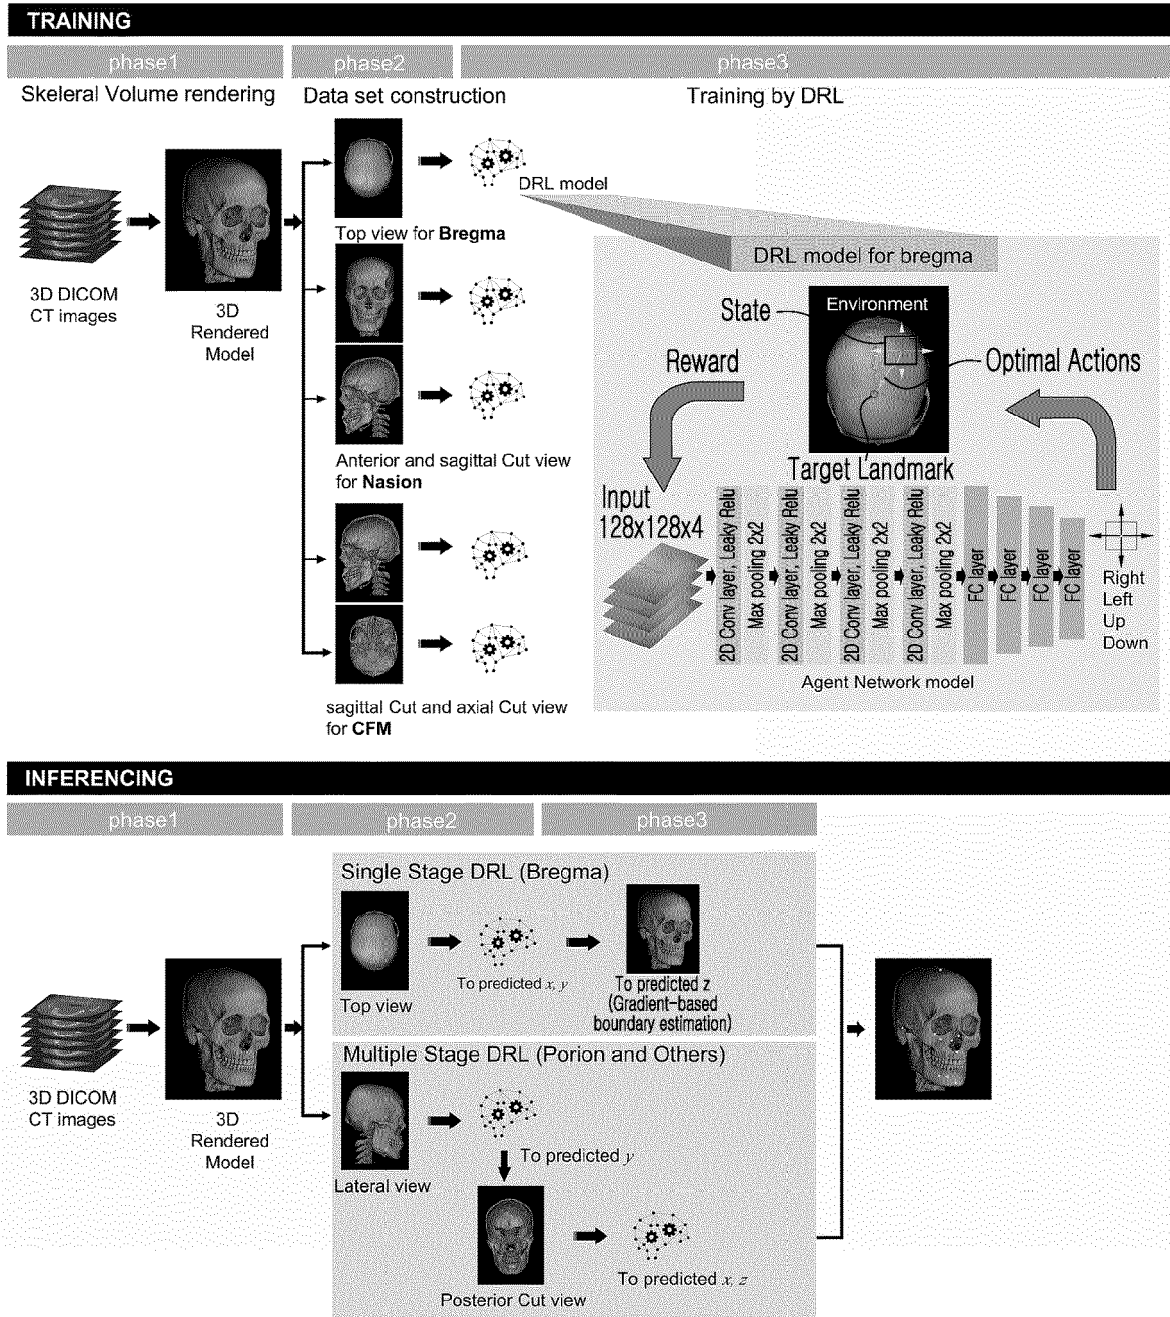 TRAINING
phase1
phase2
phase3
Skeleral Volume rendering
Data set construction
Training by DRL
3D DICOM
CT images
3D
Rendered
Model
Top view for Bregma
Anterior and sagittal Cut view
for Nasion
sagittal Cut and axial Cut view
for CFM
DRL model
DRL model for bregma
Environment
State
Reward
Optimal Actions
Target Landmark
Input
128x128x4
2D Conv layer, Leaky Relu
Max pooling 2x2
2D Conv layer, Leaky Relu
Max pooling 2x2
2D Conv layer, Leaky Relu
Max pooling 2x2
2D Conv layer, Leaky Relu
Max pooling 2x2
FC layer
FC layer
FC layer
FC layer
Right
Left
Up
Down
Agent Network model
INFERENCING
phase1
phase2
phase3
3D DICOM
CT images
3D
Rendered
Model
Single Stage DRL (Bregma)
Top view
To predicted x, y
To predicted z
(Gradient-based
boundary estimation)
Multiple Stage DRL (Porion and Others)
Lateral view
To predicted y
Posterior Cut view
To predicted x, z